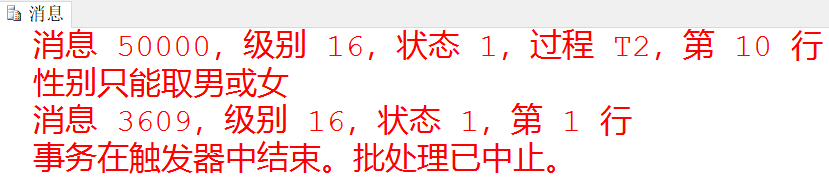 消息
消息 50000, 级别 16, 状态 1, 过程 T2, 第 10 行
性别只能取男或女
消息 3609, 级别 16, 状态 1, 第 1 行
事务在触发器中结束。批处理已中止。